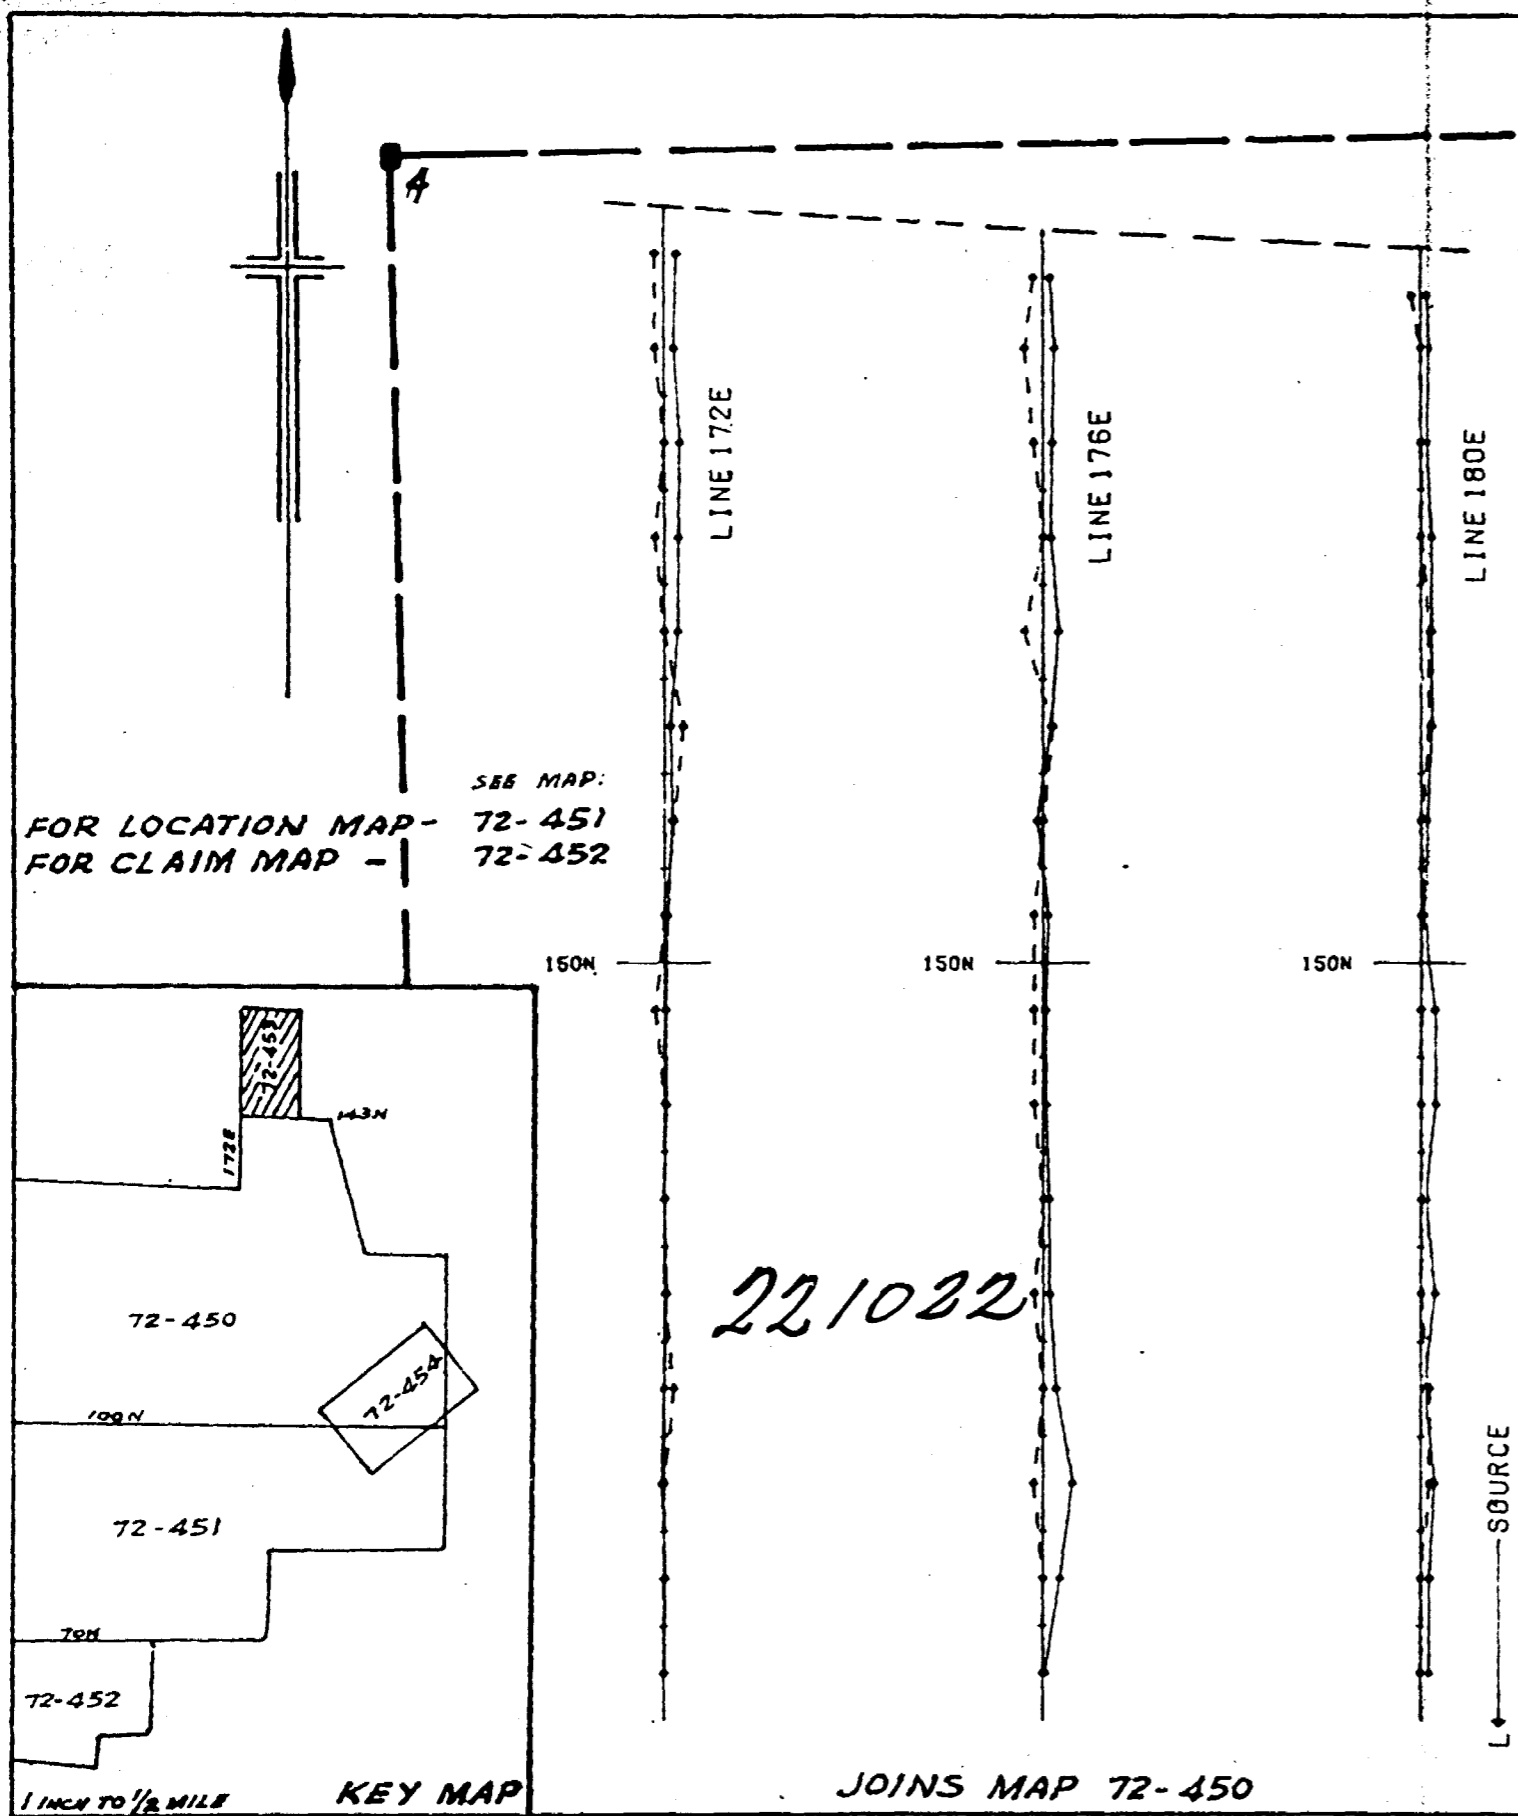 A
LINE 172E
LINE 176E
LINE 180E
SEE MAP:
FOR LOCATION MAP- 72-451
FOR CLAIM MAP - 72-452
150N
150N
150N
72-453
143N
172E
72-450
72-454
100N
72-451
70N
72-452
1 INCH TO 1/2 MILE
KEY MAP
221022
L SOURCE
JOINS MAP 72-450